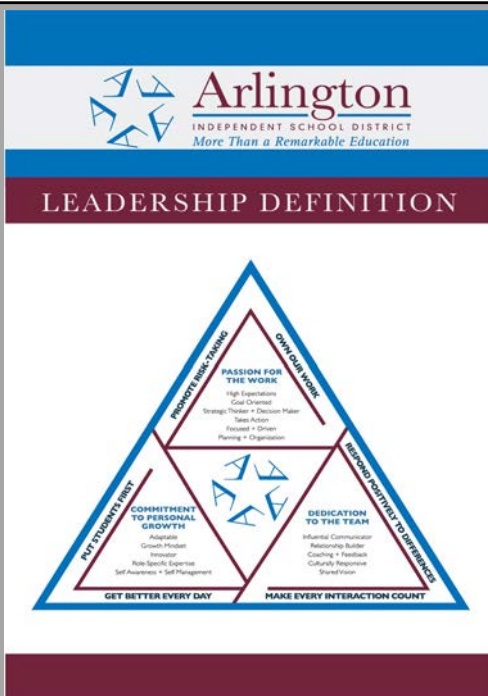 Arlington
INDEPENDENT SCHOOL DISTRICT
More Than a Remarkable Education
LEADERSHIP DEFINITION
PROMOTE RISK-TAKING
OWN OUR WORK
PASSION FOR
THE WORK
High Expectations
Goal Oriented
Strategic Thinker + Decision Maker
Takes Action
Focused + Driven
Planning + Organization
PUT STUDENTS FIRST
COMMITMENT
TO PERSONAL
GROWTH
Adaptable
Growth Mindset
Innovator
Role-Specific Expertise
Self Awareness + Self Management
A A A A A
DEDICATION
TO THE TEAM
Influential Communicator
Relationship Builder
Coaching + Feedback
Culturally Responsive
Shared Vision
RESPOND POSITIVELY TO DIFFERENCES
GET BETTER EVERY DAY
MAKE EVERY INTERACTION COUNT